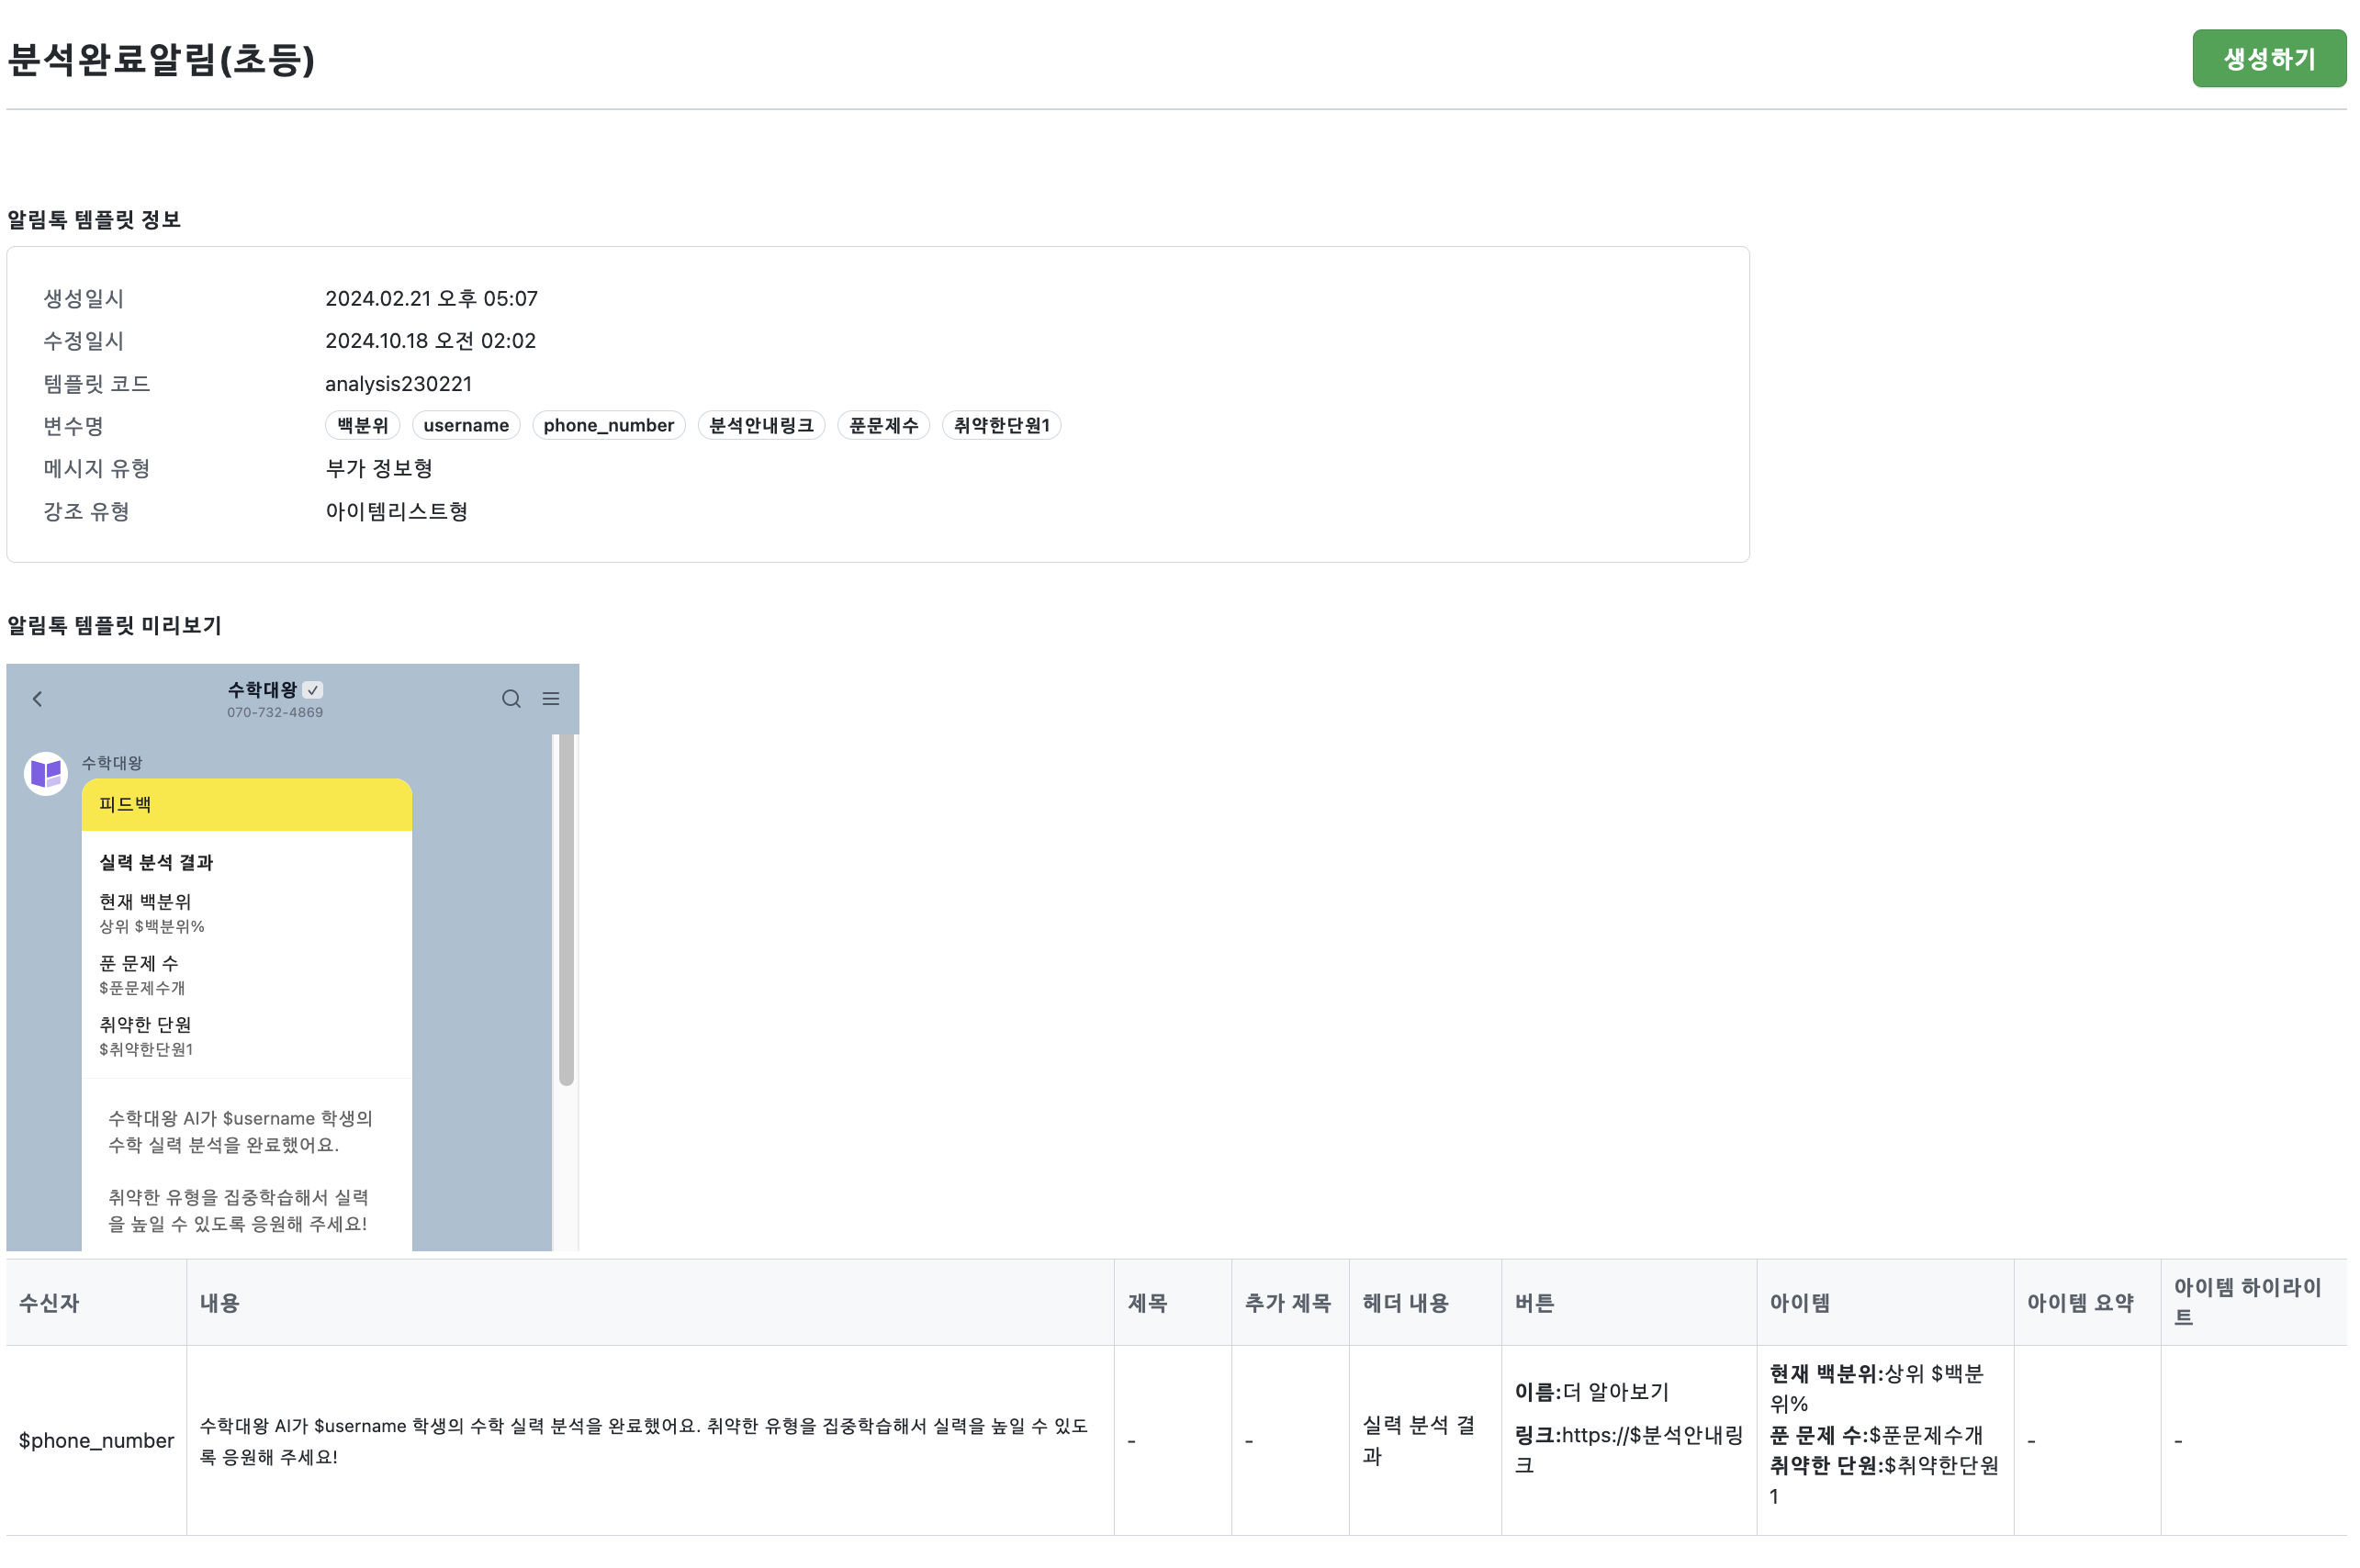 분석완료알림(초등)
생성하기
알림톡 템플릿 정보
생성일시 2024.02.21 오후 05:07
수정일시 2024.10.18 오전 02:02
템플릿 코드 analysis230221
변수명 백분위 username phone_number 분석안내링크 푼문제수 취약한단원1
메시지 유형 부가 정보형
강조 유형 아이템리스트형
알림톡 템플릿 미리보기
수학대왕
070-732-4869
수학대왕
피드백
실력 분석 결과
현재 백분위
상위 $백분위%
푼 문제 수
$푼문제수개
취약한 단원
$취약한단원1
수학대왕 AI가 $username 학생의
수학 실력 분석을 완료했어요.
취약한 유형을 집중학습해서 실력
을 높일 수 있도록 응원해 주세요!
수신자
내용
제목
추가 제목
헤더 내용
버튼
아이템
아이템 요약
아이템 하이라이
트
$phone_number
수학대왕 AI가 $username 학생의 수학 실력 분석을 완료했어요. 취약한 유형을 집중학습해서 실력을 높일 수 있도
록 응원해 주세요!
-
-
실력 분석 결
과
이름:더 알아보기
링크:https://$분석안내링
크
현재 백분위:상위 $백분
위%
푼 문제 수:$푼문제수개
취약한 단원:$취약한단원
1
-
-